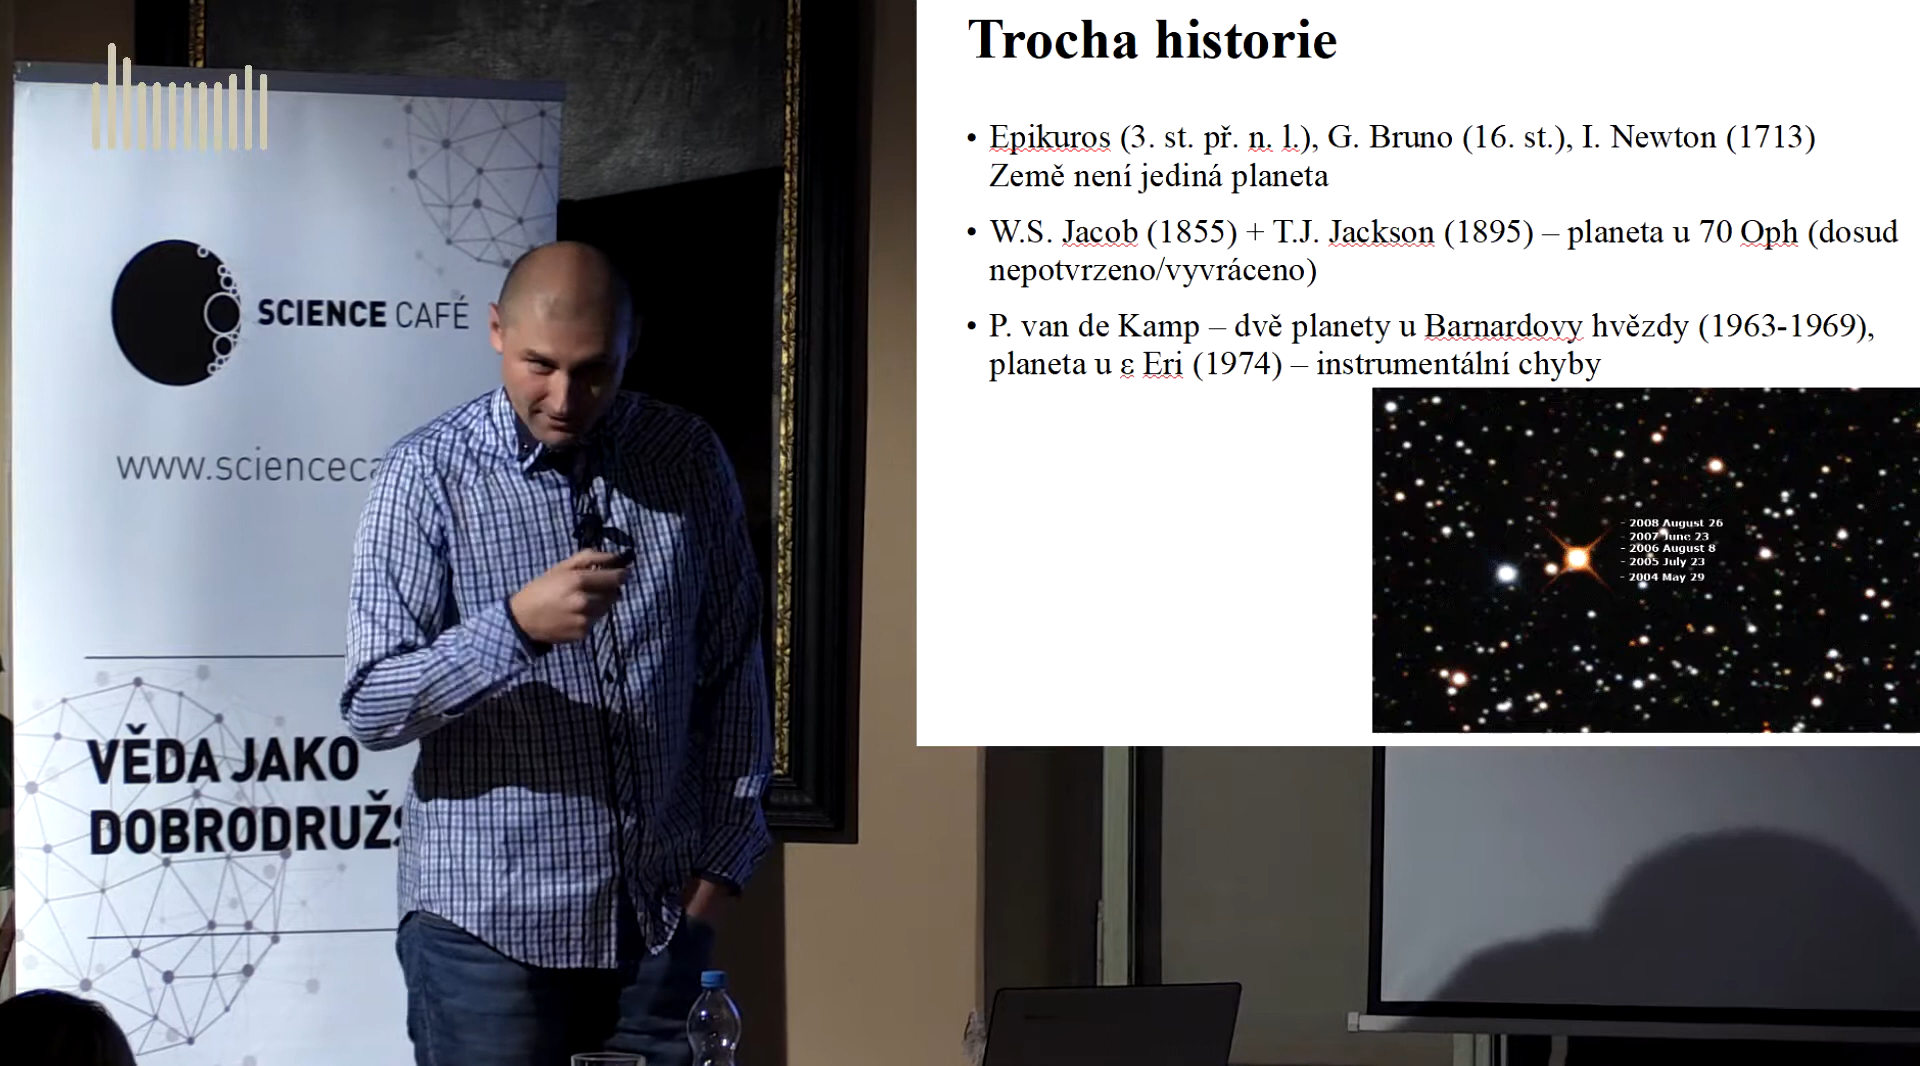 SCIENCE CAFÉ
www.scienceca
VĚDA JAKO
DOBRODRUŽS
Trocha historie
• Epikuros (3. st. př. n. l.), G. Bruno (16. st.), I. Newton (1713)
Země není jediná planeta
• W.S. Jacob (1855) + T.J. Jackson (1895) – planeta u 70 Oph (dosud
nepotvrzeno/vyvráceno)
• P. van de Kamp – dvě planety u Barnardovy hvězdy (1963-1969),
planeta u ε Eri (1974) – instrumentální chyby
- 2008 August 26
- 2007 June 23
- 2006 August 8
- 2005 July 23
- 2004 May 29